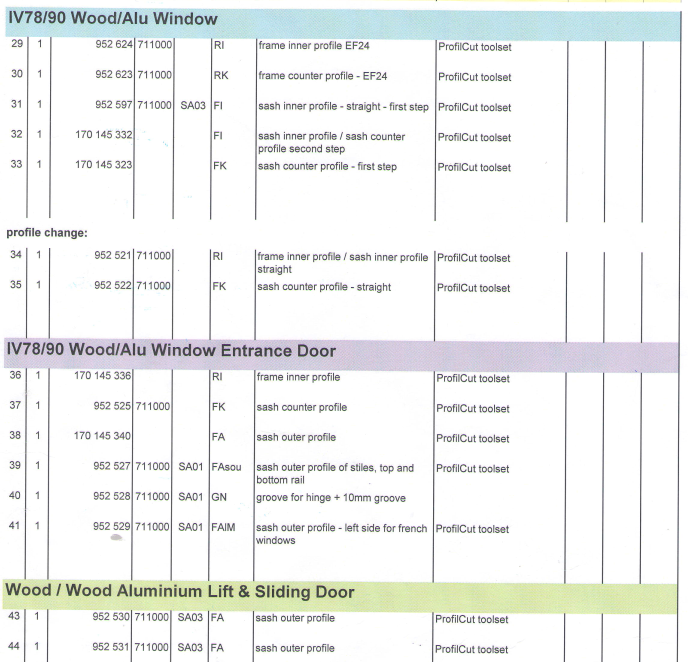 IV78/90 Wood/Alu Window
29 1 952 624 711000 RI frame inner profile EF24 ProfilCut toolset
30 1 952 623 711000 RK frame counter profile - EF24 ProfilCut toolset
31 1 952 597 711000 SA03 FI sash inner profile - straight - first step ProfilCut toolset
32 1 170 145 332 FI sash inner profile / sash counter ProfilCut toolset
profile second step
33 1 170 145 323 FK sash counter profile - first step ProfilCut toolset
profile change:
34 1 952 521 711000 RI frame inner profile / sash inner profile ProfilCut toolset
straight
35 1 952 522 711000 FK sash counter profile - straight ProfilCut toolset
IV78/90 Wood/Alu Window Entrance Door
36 1 170 145 336 RI frame inner profile ProfilCut toolset
37 1 952 525 711000 FK sash counter profile ProfilCut toolset
38 1 170 145 340 FA sash outer profile ProfilCut toolset
39 1 952 527 711000 SA01 FAsou sash outer profile of stiles, top and ProfilCut toolset
bottom rail
40 1 952 528 711000 SA01 GN groove for hinge + 10mm groove
41 1 952 529 711000 SA01 FAIM sash outer profile - left side for french ProfilCut toolset
windows
Wood / Wood Aluminium Lift & Sliding Door
43 1 952 530 711000 SA03 FA sash outer profile ProfilCut toolset
44 1 952 531 711000 SA03 FA sash outer profile ProfilCut toolset